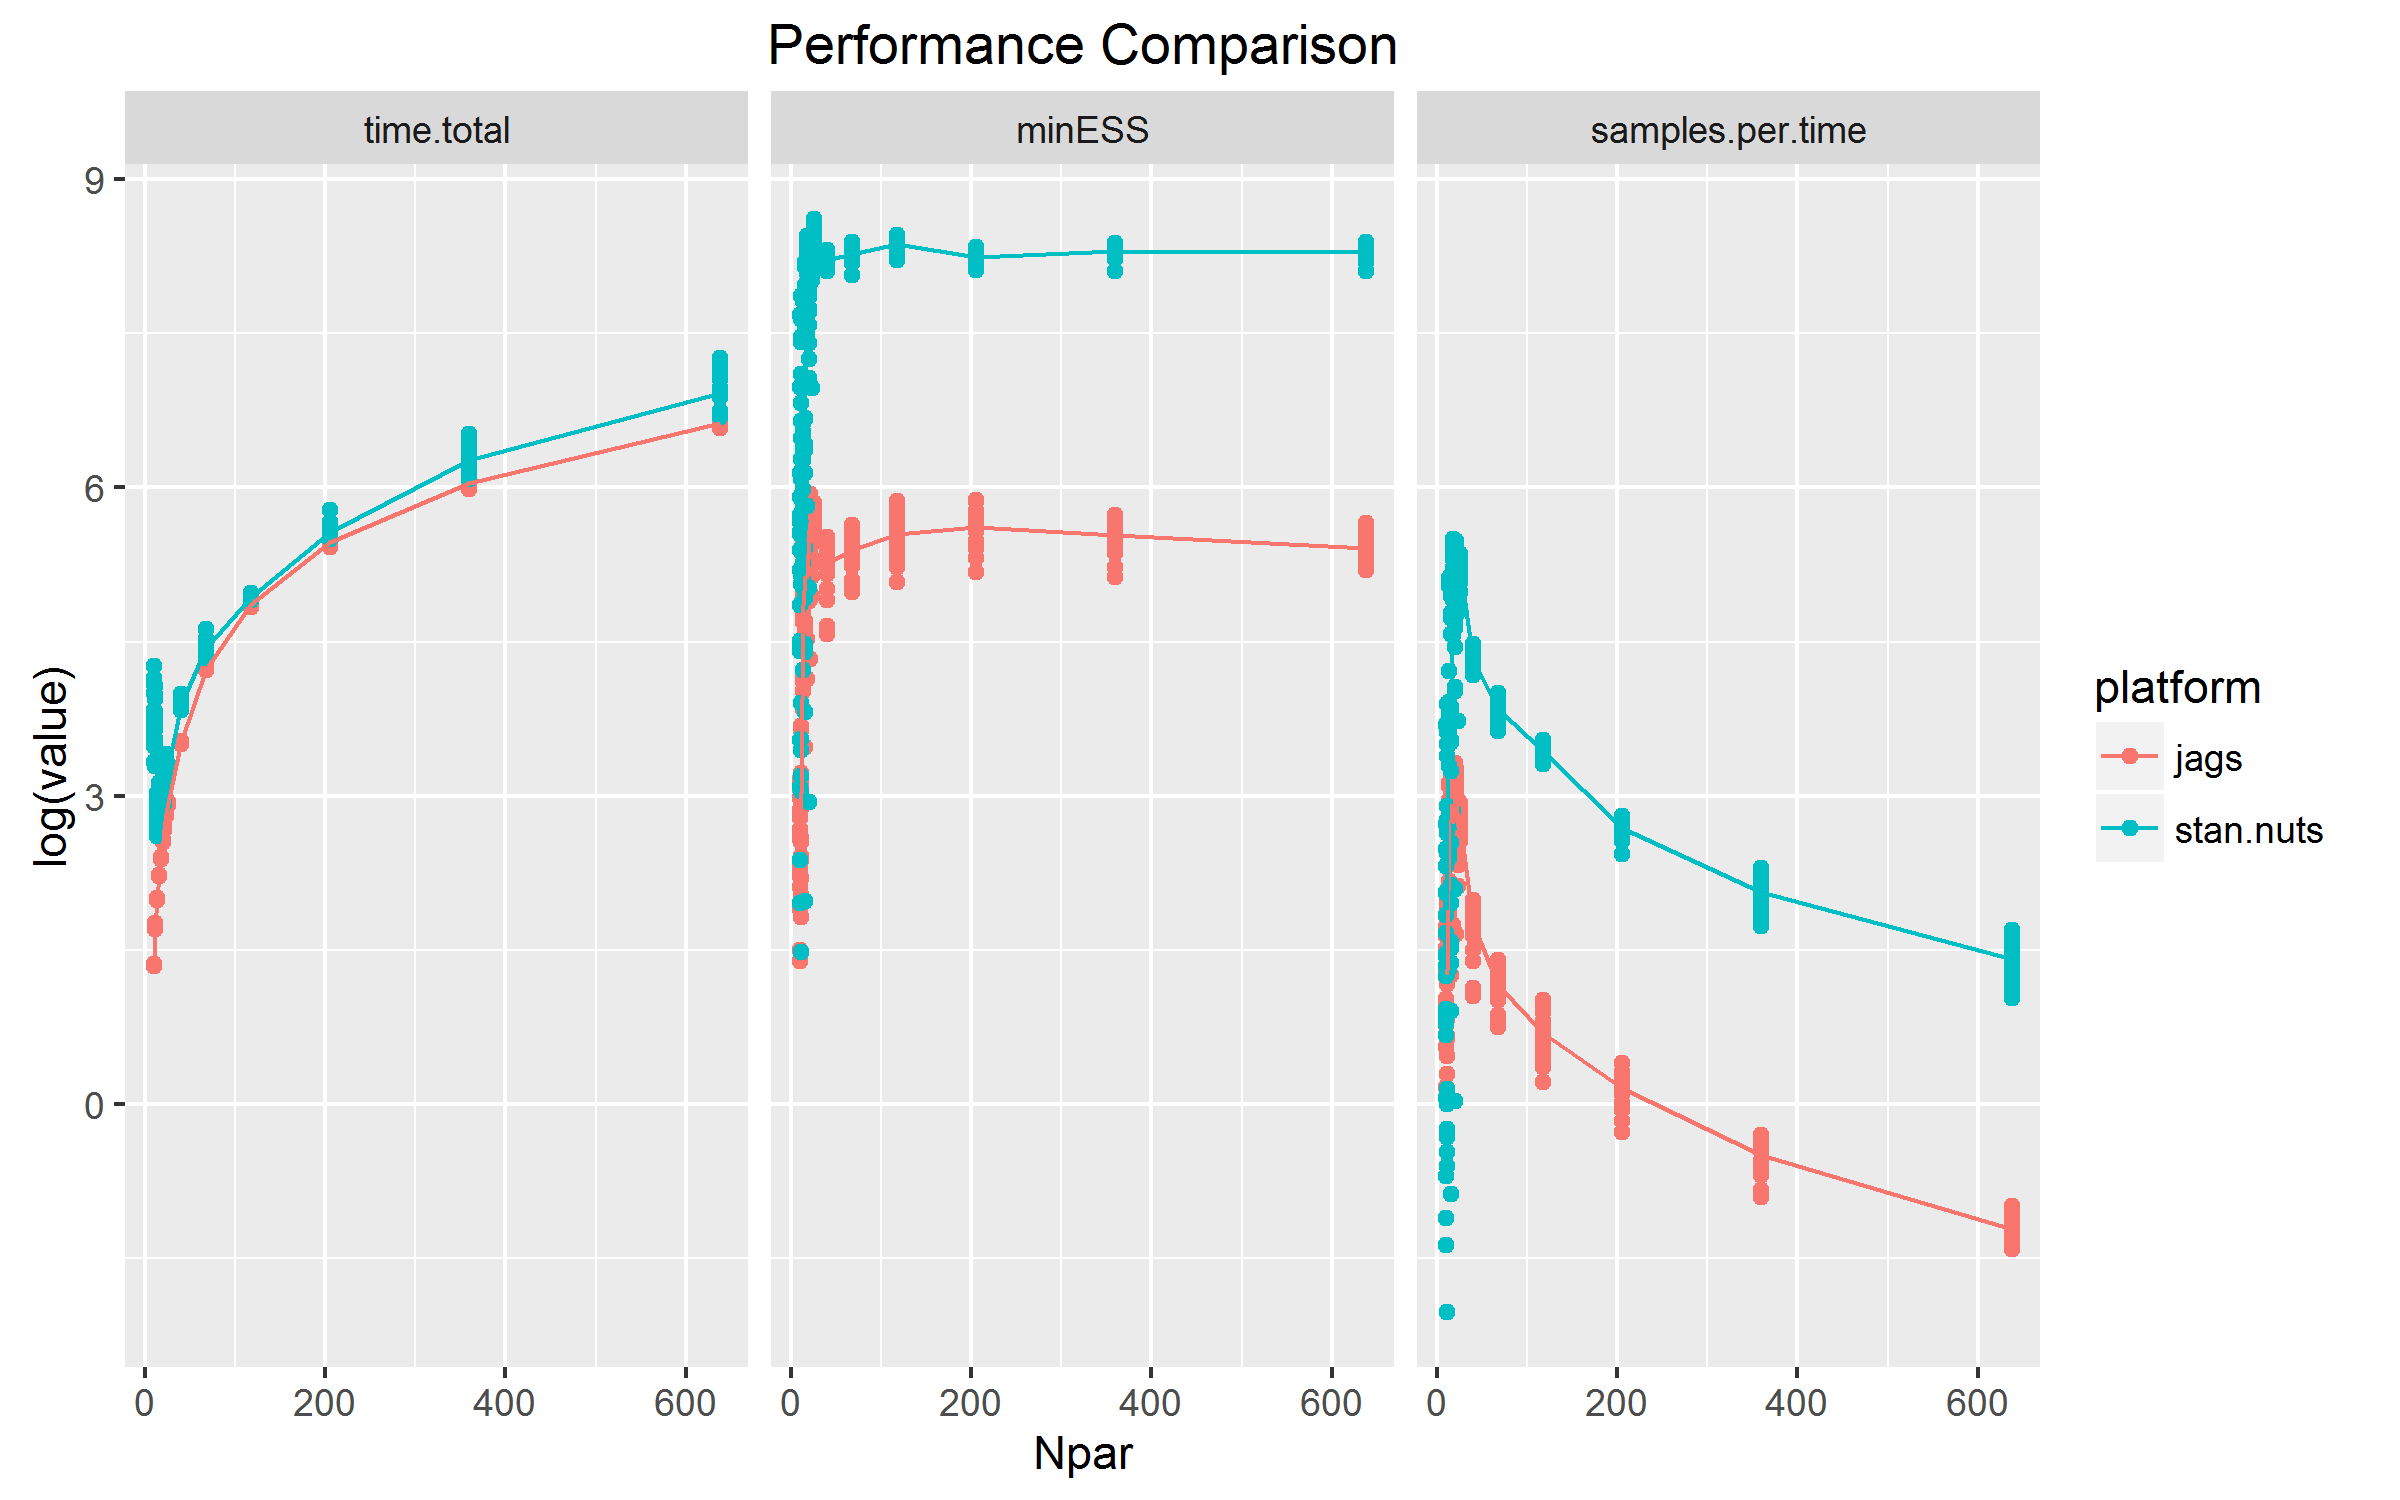 Performance Comparison
time.total
minESS
samples.per.time
9
6
3
0
log(value)
0 200 400 600
0 200 400 600
0 200 400 600
Npar
platform
jags
stan.nuts